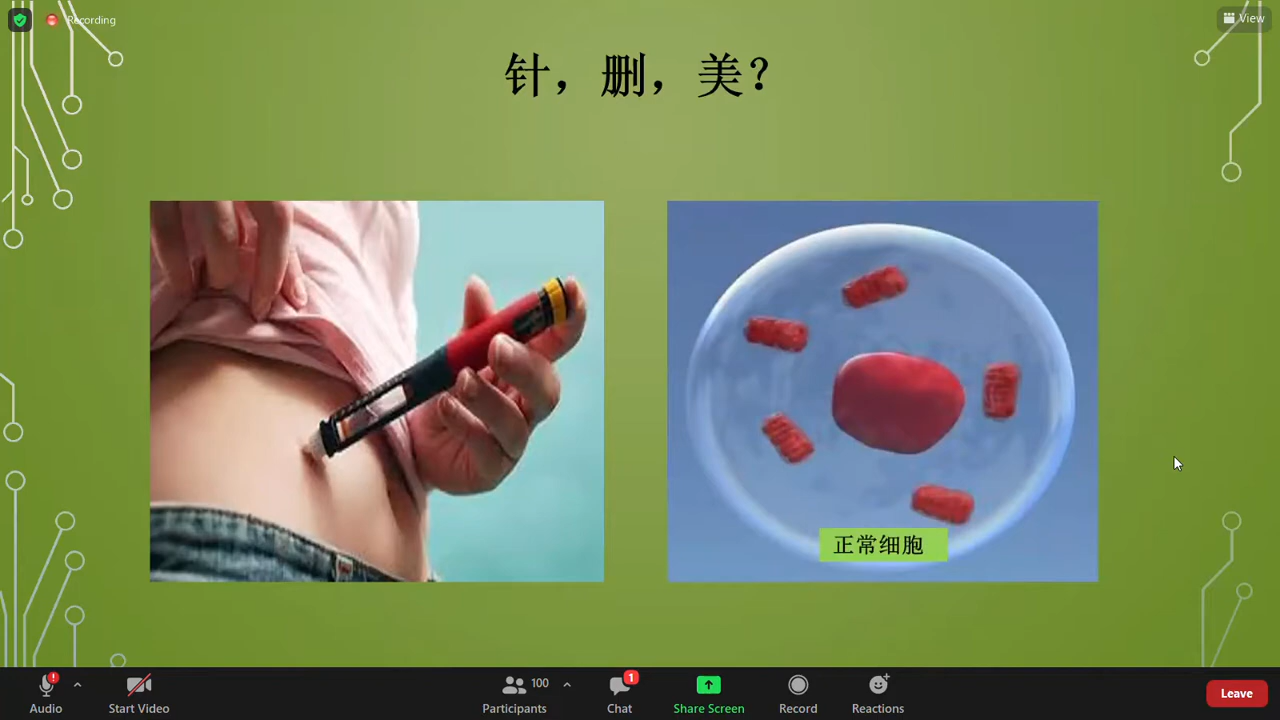 Recording
View
针，删，美？
正常细胞
100
1
Audio
Start Video
Participants
Chat
Share Screen
Record
Reactions
Leave